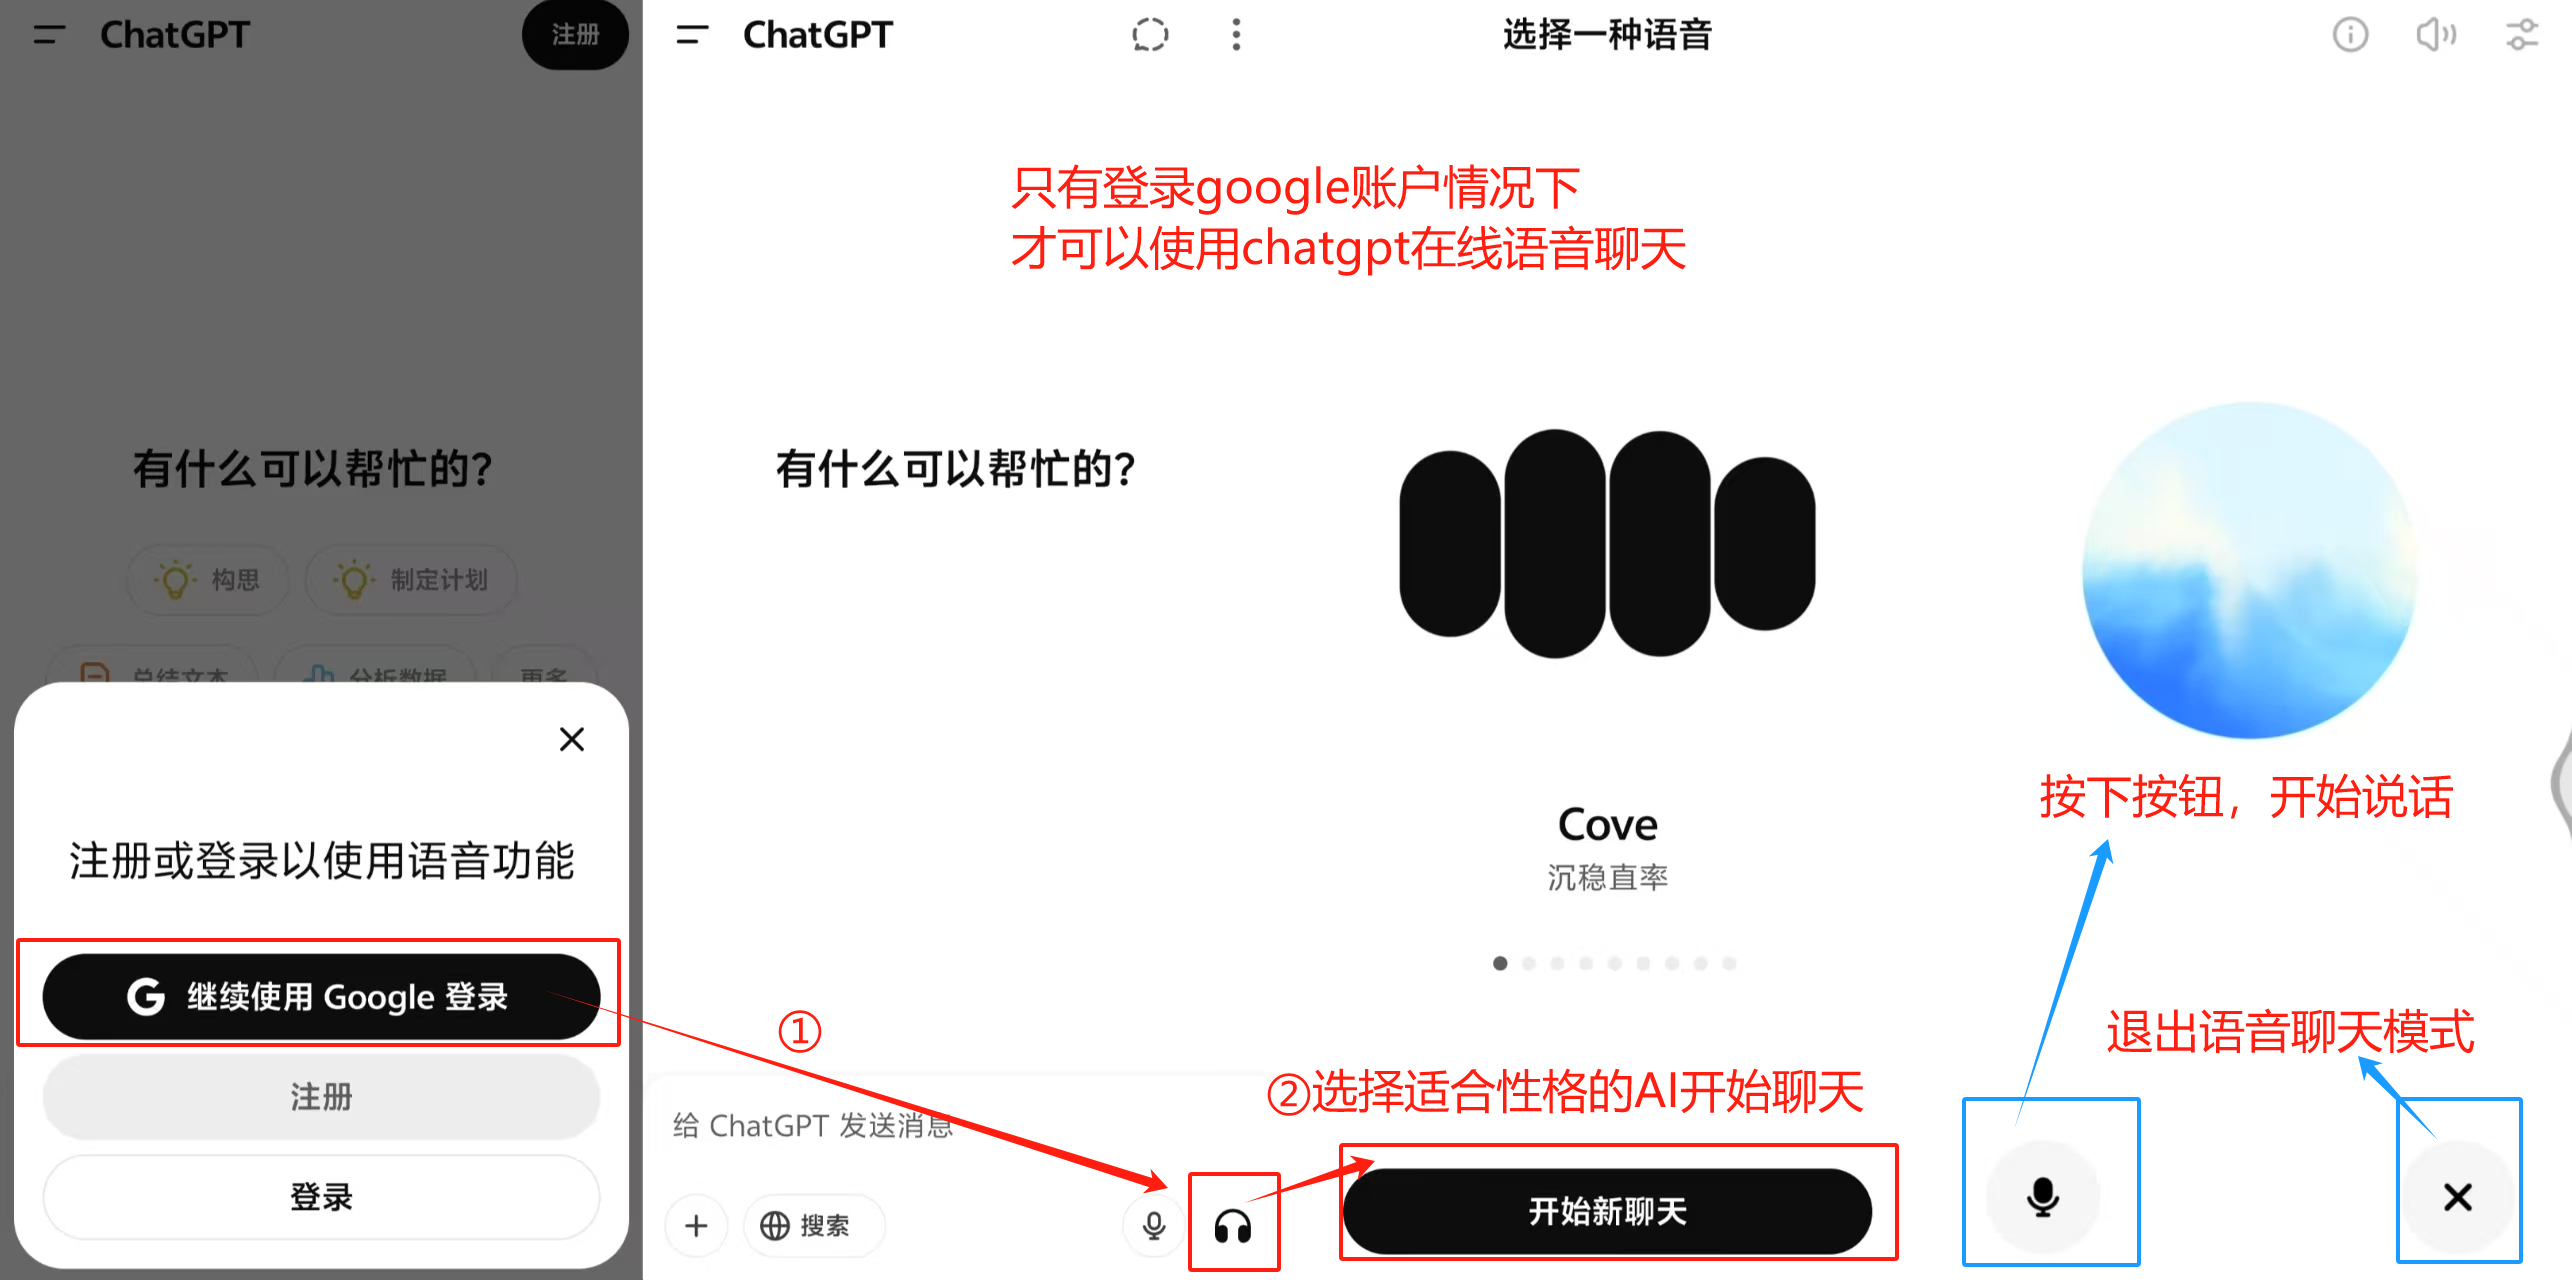 ChatGPT
注册
有什么可以帮忙的?
构思
制定计划
总结文本
分析数据
更多
注册或登录以使用语音功能
继续使用 Google 登录
注册
登录
ChatGPT
只有登录google账户情况下
才可以使用chatgpt在线语音聊天
有什么可以帮忙的?
①
给 ChatGPT 发送消息
搜索
选择一种语音
Cove
沉稳直率
②选择适合性格的AI开始聊天
开始新聊天
按下按钮，开始说话
退出语音聊天模式